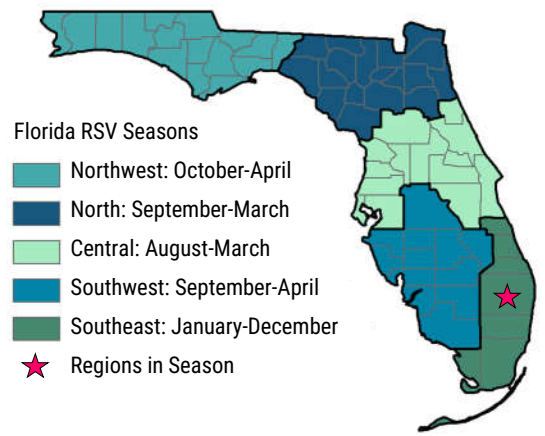 Florida RSV Seasons
Northwest: October-April
North: September-March
Central: August-March
Southwest: September-April
Southeast: January-December
Regions in Season